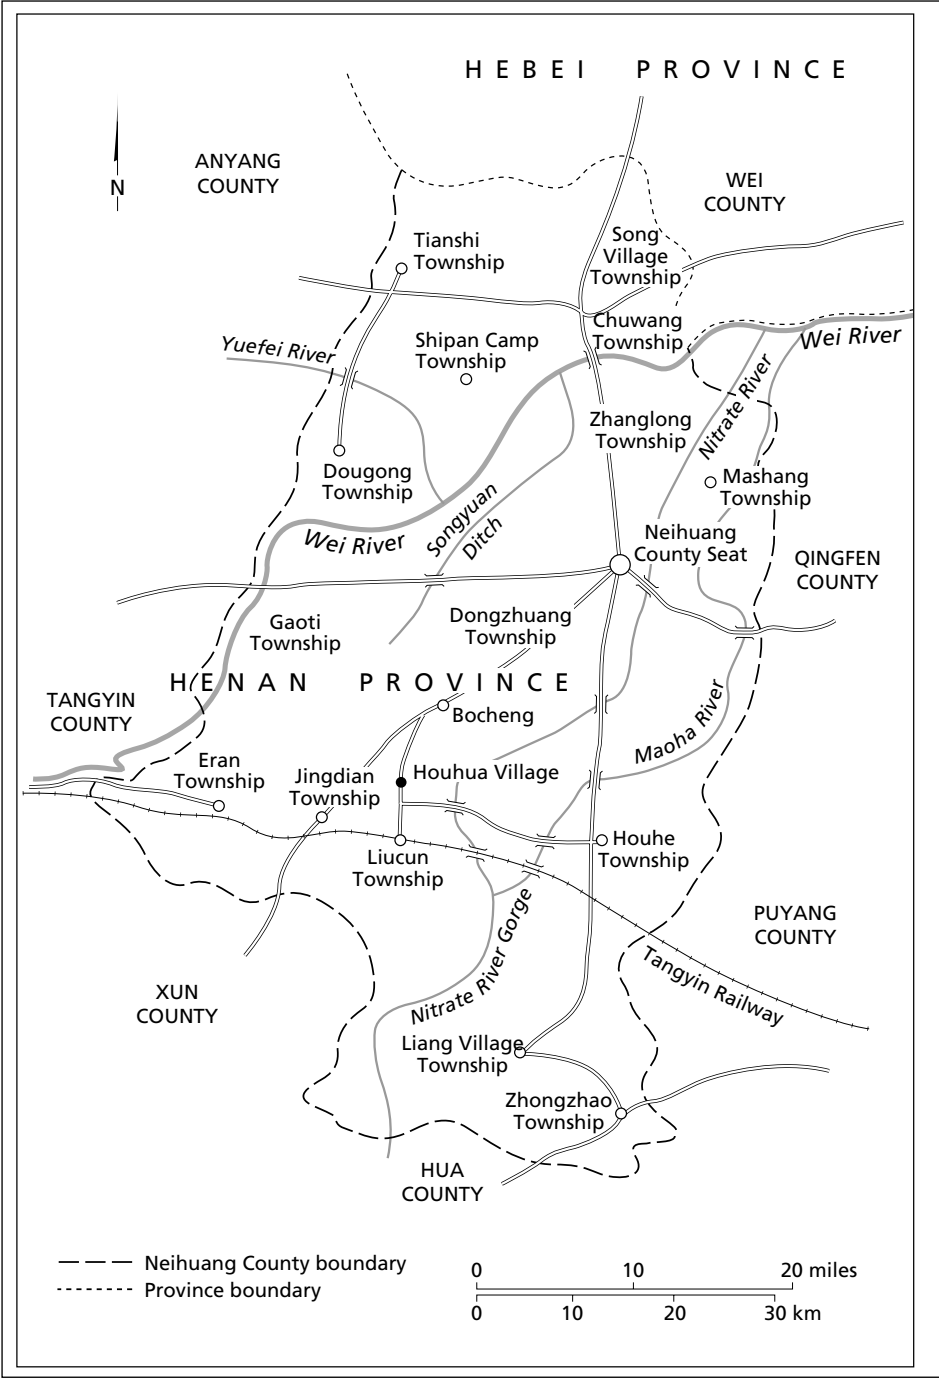 HEBEI PROVINCE
ANYANG
COUNTY
WEI
COUNTY
N
Tianshi
Township
Song
Village
Township
Chuwang
Township
Wei River
Yuefei River
Shipan Camp
Township
Nitrate River
Zhanglong
Township
Dougong
Township
Mashang
Township
Songyuan
Ditch
Wei River
Neihuang
County Seat
QINGFEN
COUNTY
Gaoti
Township
Dongzhuang
Township
HENAN PROVINCE
TANGYIN
COUNTY
Bocheng
Maoha River
Eran
Township
Jingdian
Township
Houhua Village
Liucun
Township
Houhe
Township
PUYANG
COUNTY
Nitrate River Gorge
Tangyin Railway
XUN
COUNTY
Liang Village
Township
Zhongzhao
Township
HUA
COUNTY
Neihuang County boundary
Province boundary
0 10 20 miles
0 10 20 30 km